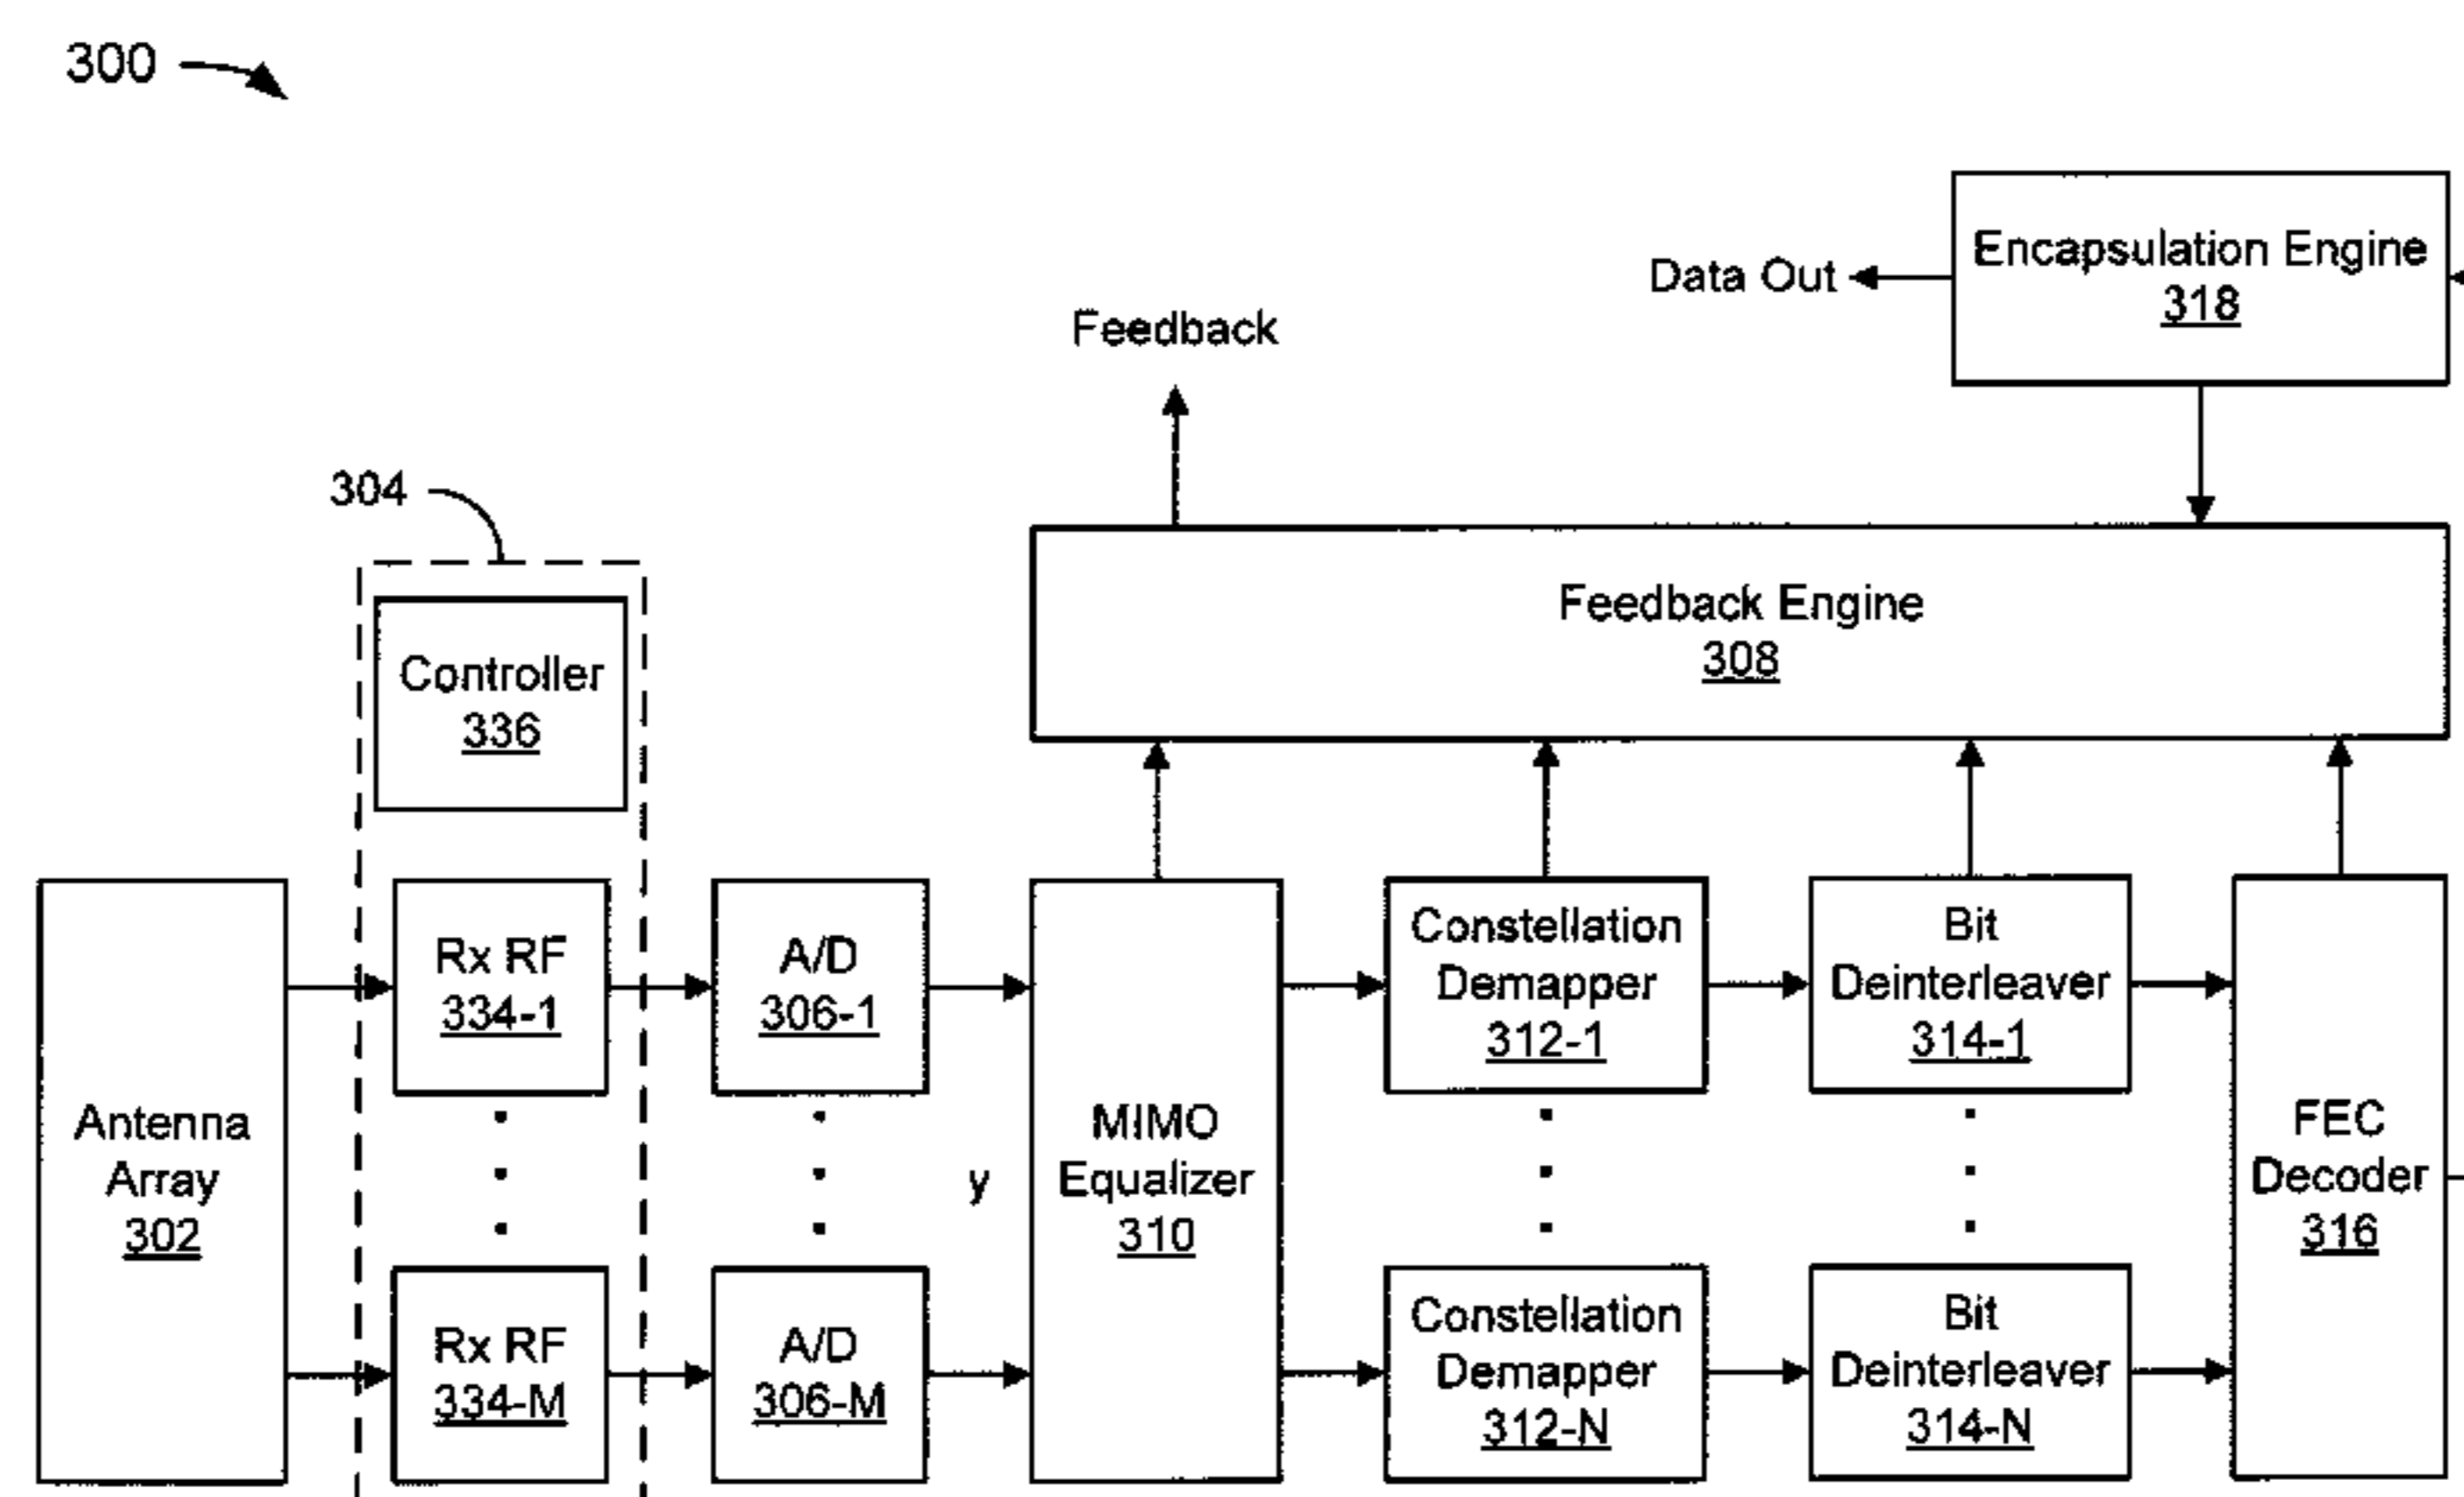 300
Encapsulation Engine
318
Data Out
Feedback
304
Feedback Engine
308
Controller
336
Antenna
Array
302
Rx RF
334-1
A/D
306-1
MIMO
Equalizer
310
Constellation
Demapper
312-1
Bit
Deinterleaver
314-1
FEC
Decoder
316
y
Rx RF
334-M
A/D
306-M
Constellation
Demapper
312-N
Bit
Deinterleaver
314-N